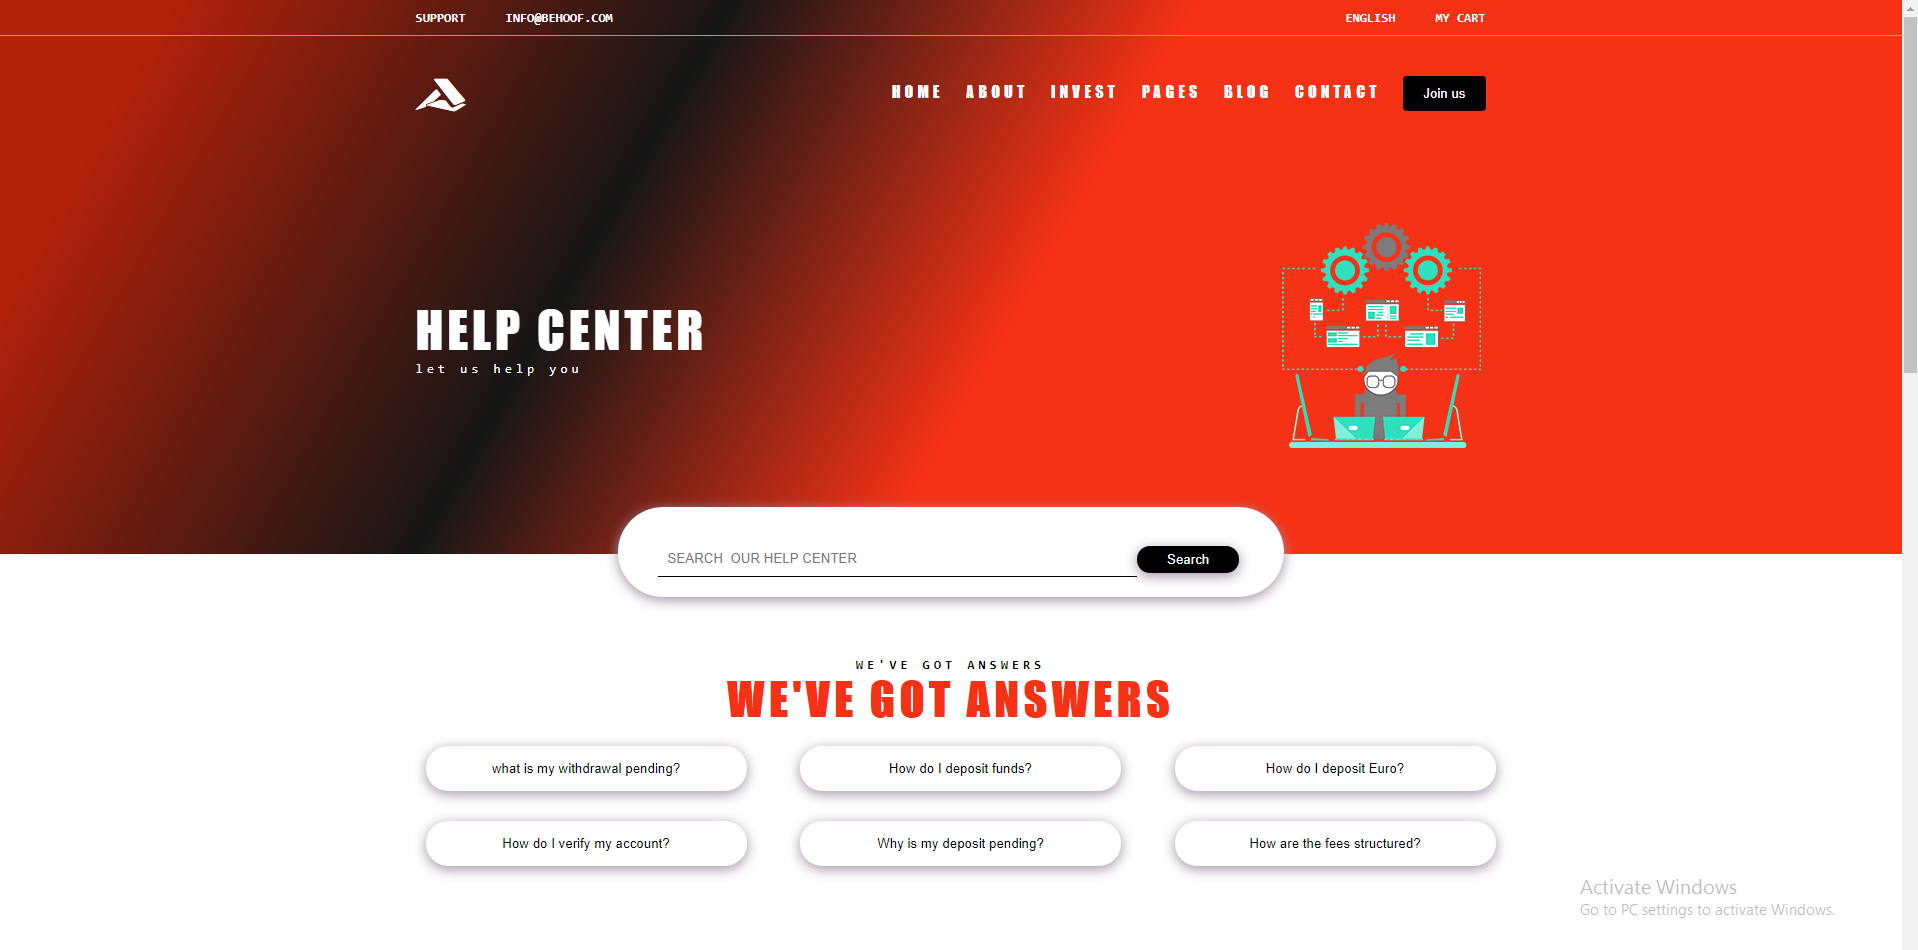 SUPPORT INFO@BEHOOF.COM ENGLISH MY CART
HOME ABOUT INVEST PAGES BLOG CONTACT Join us
HELP CENTER
let us help you
SEARCH  OUR HELP CENTER Search
WE'VE GOT ANSWERS
WE'VE GOT ANSWERS
what is my withdrawal pending? How do I deposit funds? How do I deposit Euro?
How do I verify my account? Why is my deposit pending? How are the fees structured?
Activate Windows
Go to PC settings to activate Windows.